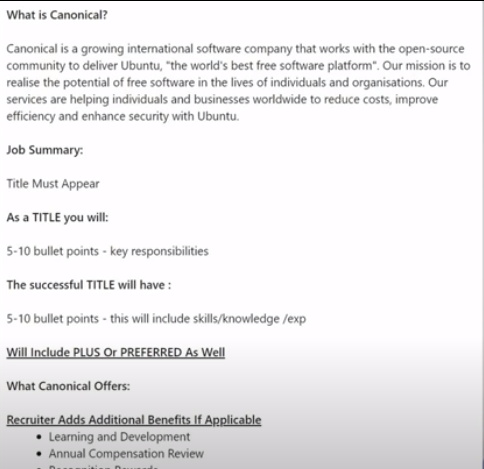 What is Canonical?
Canonical is a growing international software company that works with the open-source
community to deliver Ubuntu, "the world's best free software platform". Our mission is to
realise the potential of free software in the lives of individuals and organisations. Our
services are helping individuals and businesses worldwide to reduce costs, improve
efficiency and enhance security with Ubuntu.
Job Summary:
Title Must Appear
As a TITLE you will:
5-10 bullet points - key responsibilities
The successful TITLE will have :
5-10 bullet points - this will include skills/knowledge /exp
Will Include PLUS Or PREFERRED As Well
What Canonical Offers:
Recruiter Adds Additional Benefits If Applicable
• Learning and Development
• Annual Compensation Review
• Recognition Rewards